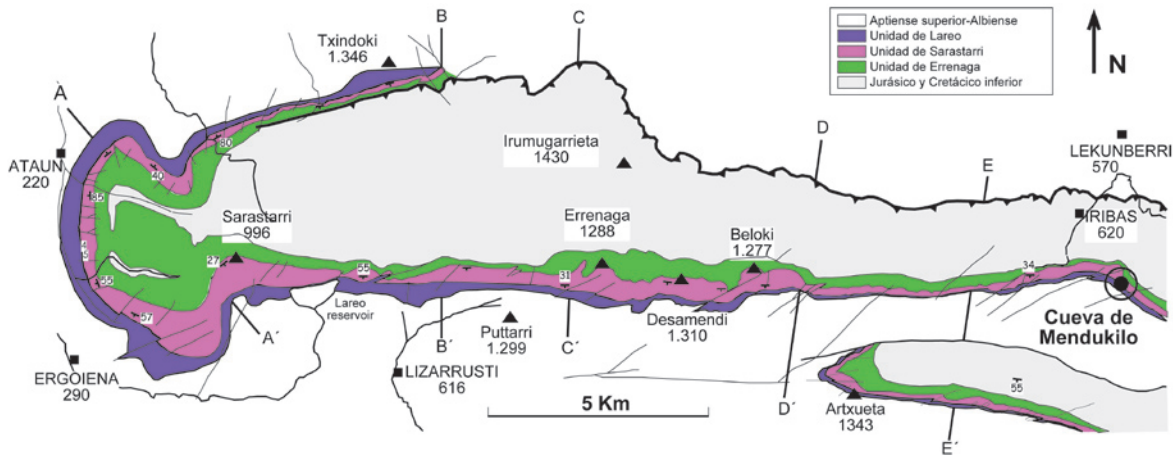 B
C
Txindoki
1.346
Aptiense superior-Albiense
Unidad de Lareo
Unidad de Sarastarri
Unidad de Errenaga
Jurásico y Cretácico inferior
N
A
ATAUN
220
80
40
85
Irumugarrieta
1430
D
E
LEKUNBERRI
570
IRIBAS
620
Sarastarri
996
Errenaga
1288
Beloki
1.277
27
55
55
31
34
57
Lareo
reservoir
A´
B´
Puttarri
1.299
C´
Desamendi
1.310
Cueva de
Mendukilo
ERGOIENA
290
LIZARRUSTI
616
5 Km
D´
Artxueta
1343
55
E´